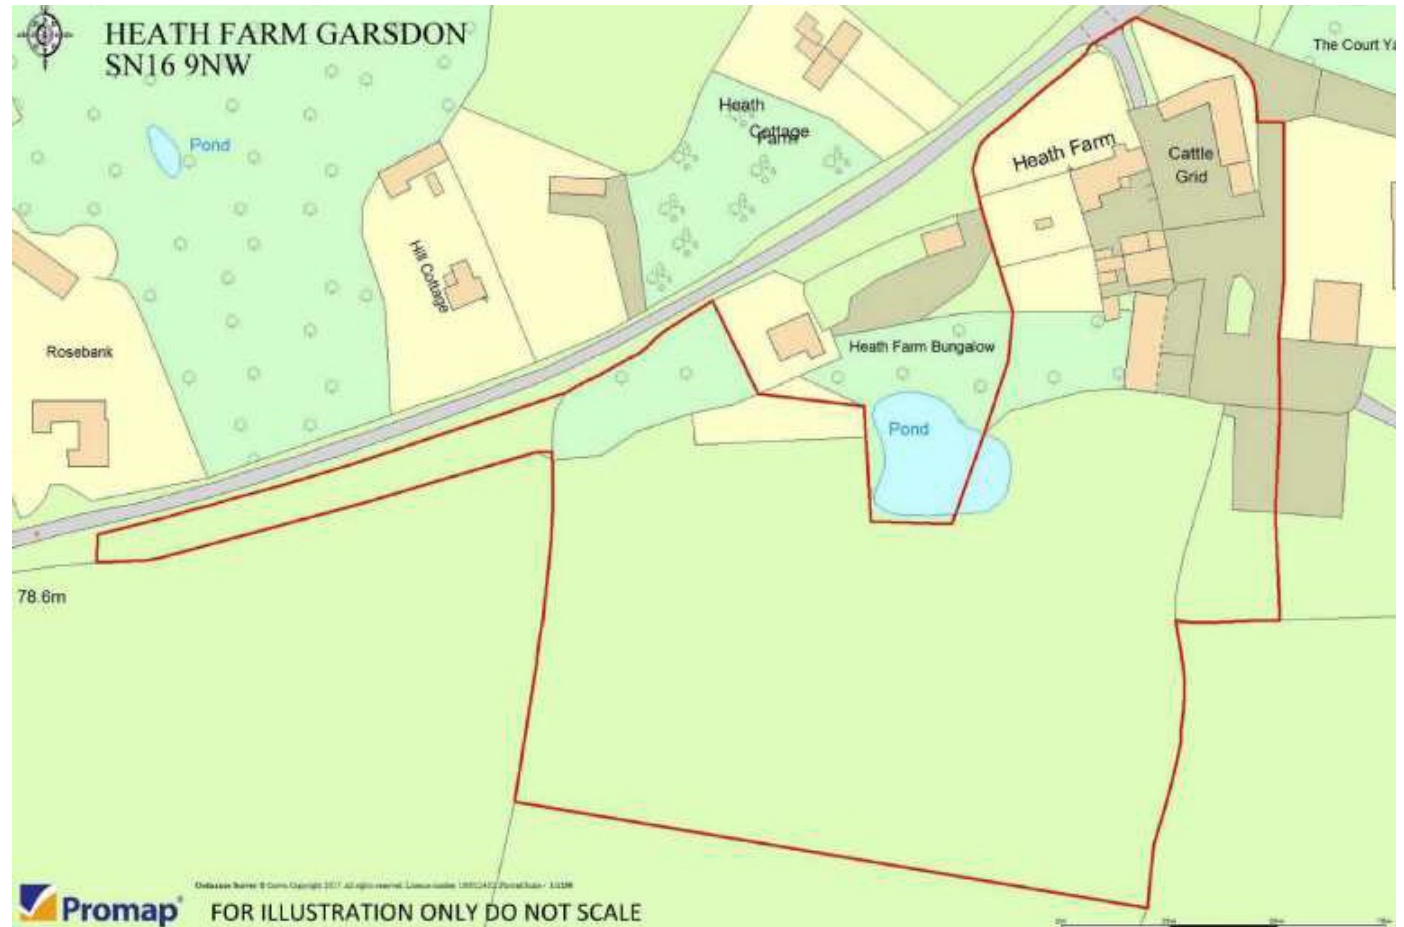 HEATH FARM GARSDON
SN16 9NW
The Court Ya
Heath
Cottage
Farm
Pond
Heath Farm
Cattle
Grid
Hill Cottage
Rosebank
Heath Farm Bungalow
Pond
78.6m
Promap
FOR ILLUSTRATION ONLY DO NOT SCALE